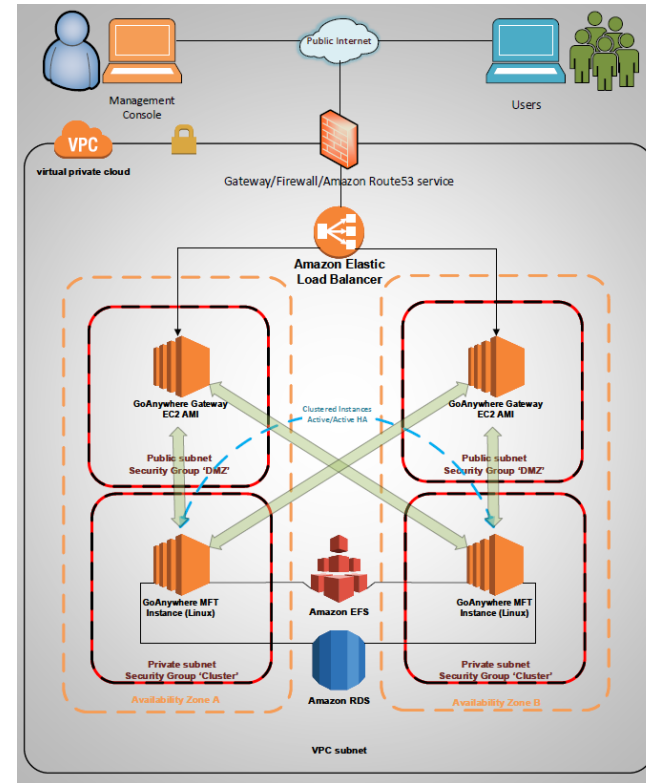 Public Internet
Management
Console
Users
VPC
virtual private cloud
Gateway/Firewall/Amazon Route53 service
Amazon Elastic
Load Balancer
GoAnywhere Gateway
EC2 AMI
GoAnywhere Gateway
EC2 AMI
Clustered Instances
Active/Active HA
Public subnet
Security Group 'DMZ'
Public subnet
Security Group 'DMZ'
GoAnywhere MFT
Instance (Linux)
Amazon EFS
GoAnywhere MFT
Instance (Linux)
Private subnet
Security Group 'Cluster'
Private subnet
Security Group 'Cluster'
Amazon RDS
Availability Zone A
Availability Zone B
VPC subnet